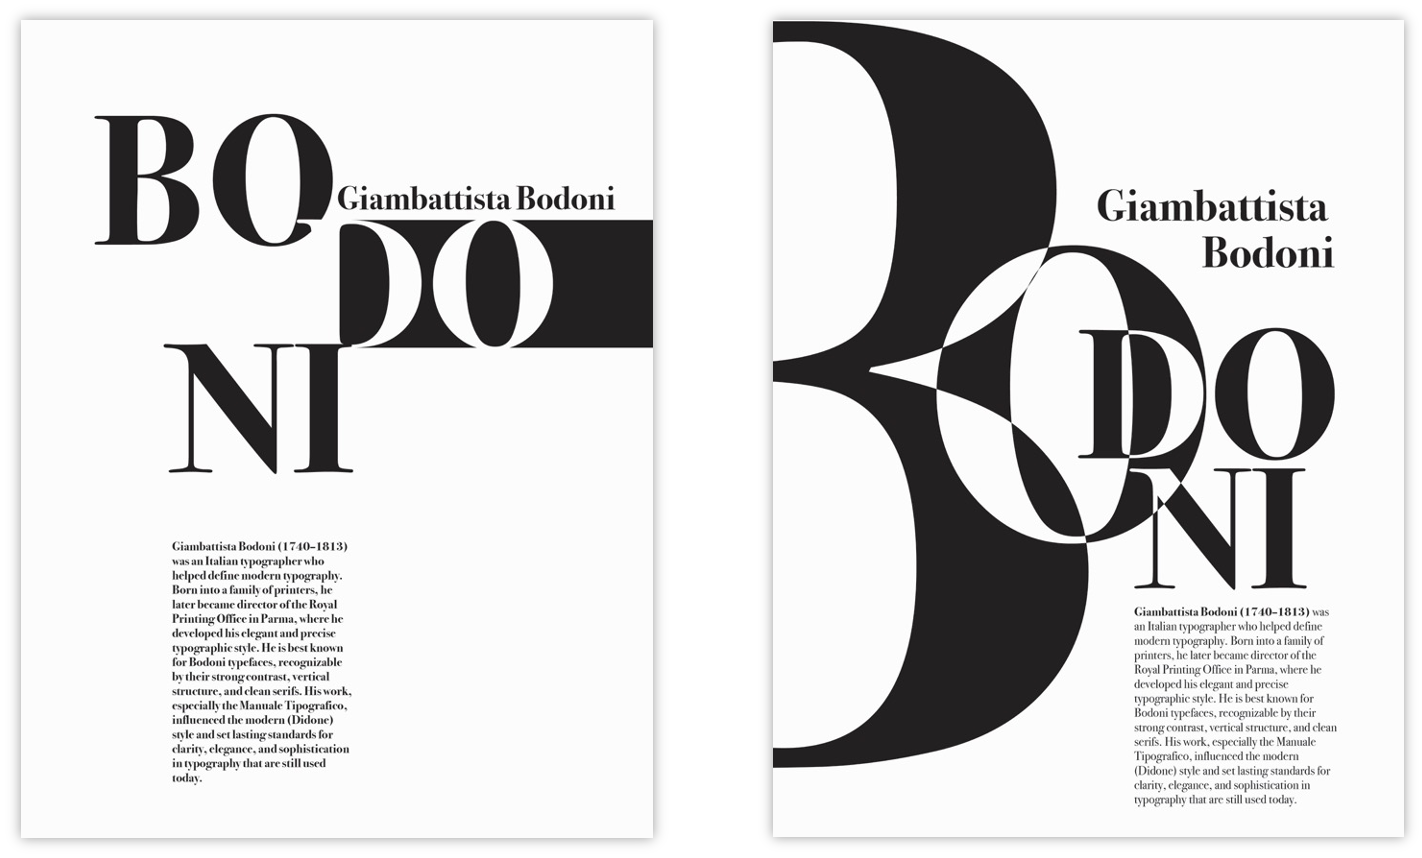 BO
Giambattista Bodoni
DO
NI
Giambattista Bodoni (1740–1813)
was an Italian typographer who
helped define modern typography.
Born into a family of printers, he
later became director of the Royal
Printing Office in Parma, where he
developed his elegant and precise
typographic style. He is best known
for Bodoni typefaces, recognizable
by their strong contrast, vertical
structure, and clean serifs. His work,
especially the Manuale Tipografico,
influenced the modern (Didone)
style and set lasting standards for
clarity, elegance, and sophistication
in typography that are still used
today.
B
Giambattista
Bodoni
O
DO
NI
Giambattista Bodoni (1740–1813) was
an Italian typographer who helped define
modern typography. Born into a family of
printers, he later became director of the
Royal Printing Office in Parma, where he
developed his elegant and precise
typographic style. He is best known for
Bodoni typefaces, recognizable by their
strong contrast, vertical structure, and clean
serifs. His work, especially the Manuale
Tipografico, influenced the modern
(Didone) style and set lasting standards for
clarity, elegance, and sophistication in
typography that are still used today.